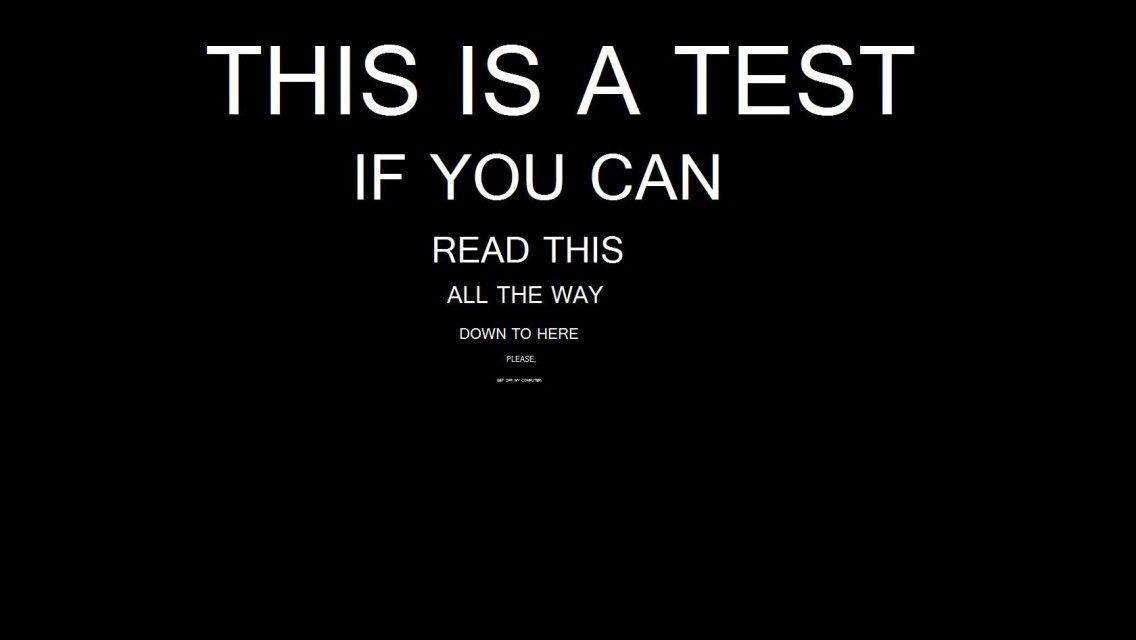 THIS IS A TEST
IF YOU CAN
READ THIS
ALL THE WAY
DOWN TO HERE
PLEASE,
GET OFF MY COMPUTER.